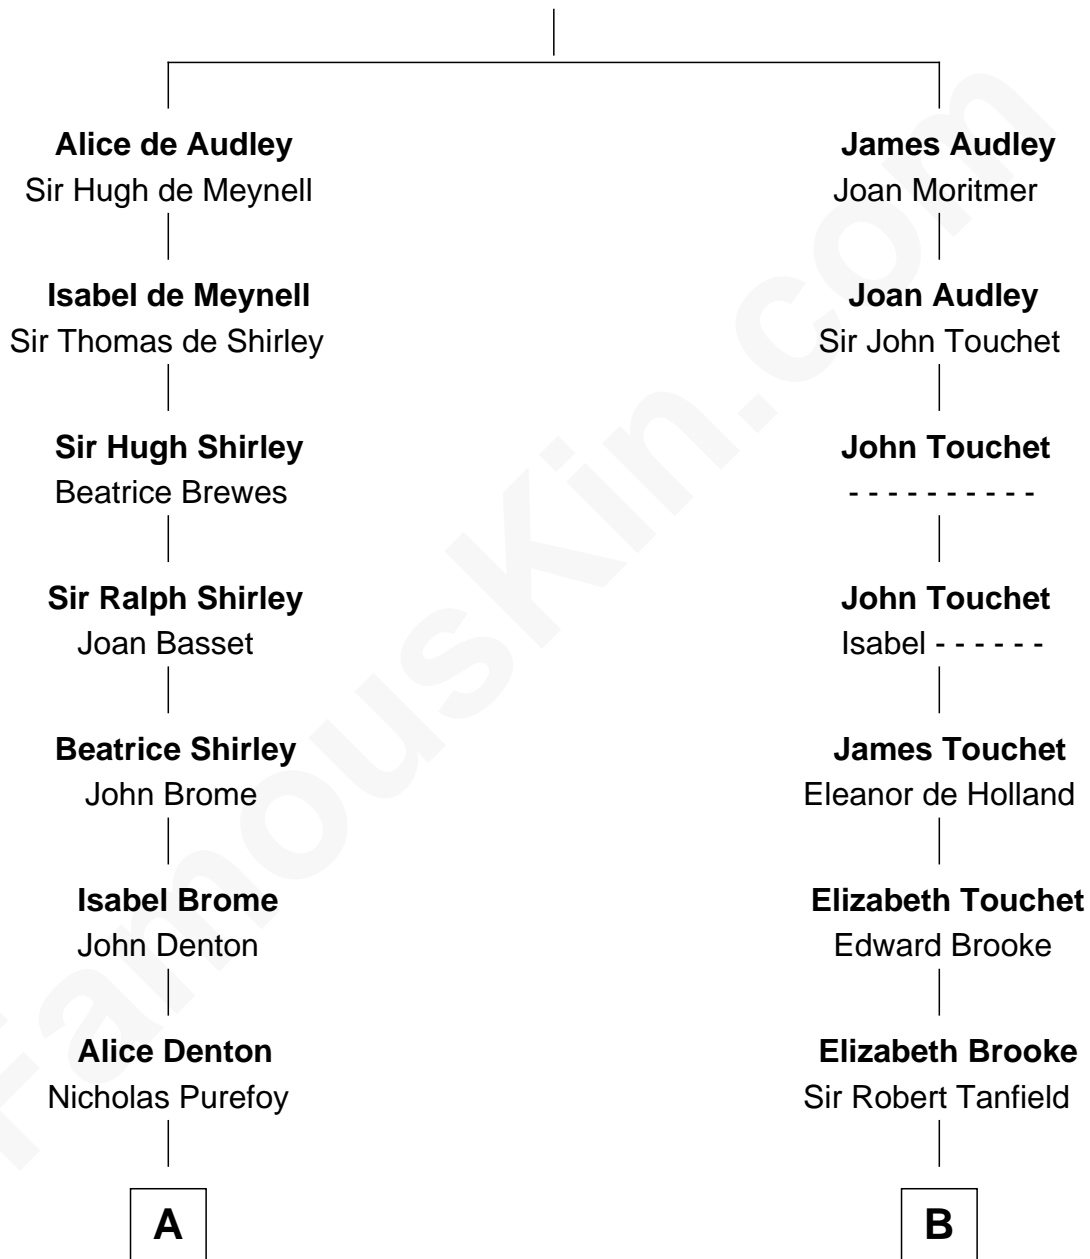 Alice de Audley
Sir Hugh de Meynell
Isabel de Meynell
Sir Thomas de Shirley
Sir Hugh Shirley
Beatrice Brewes
Sir Ralph Shirley
Joan Basset
Beatrice Shirley
John Brome
Isabel Brome
John Denton
Alice Denton
Nicholas Purefoy
A
James Audley
Joan Moritmer
Joan Audley
Sir John Touchet
John Touchet
- - - - - - - - - -
John Touchet
Isabel - - - - - -
James Touchet
Eleanor de Holland
Elizabeth Touchet
Edward Brooke
Elizabeth Brooke
Sir Robert Tanfield
B
FamousKin.com